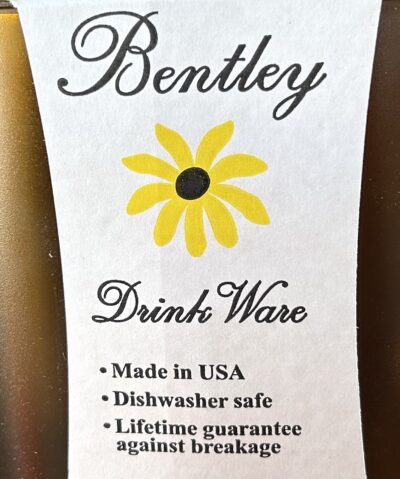 Bentley
Drink Ware
• Made in USA
• Dishwasher safe
• Lifetime guarantee
against breakage